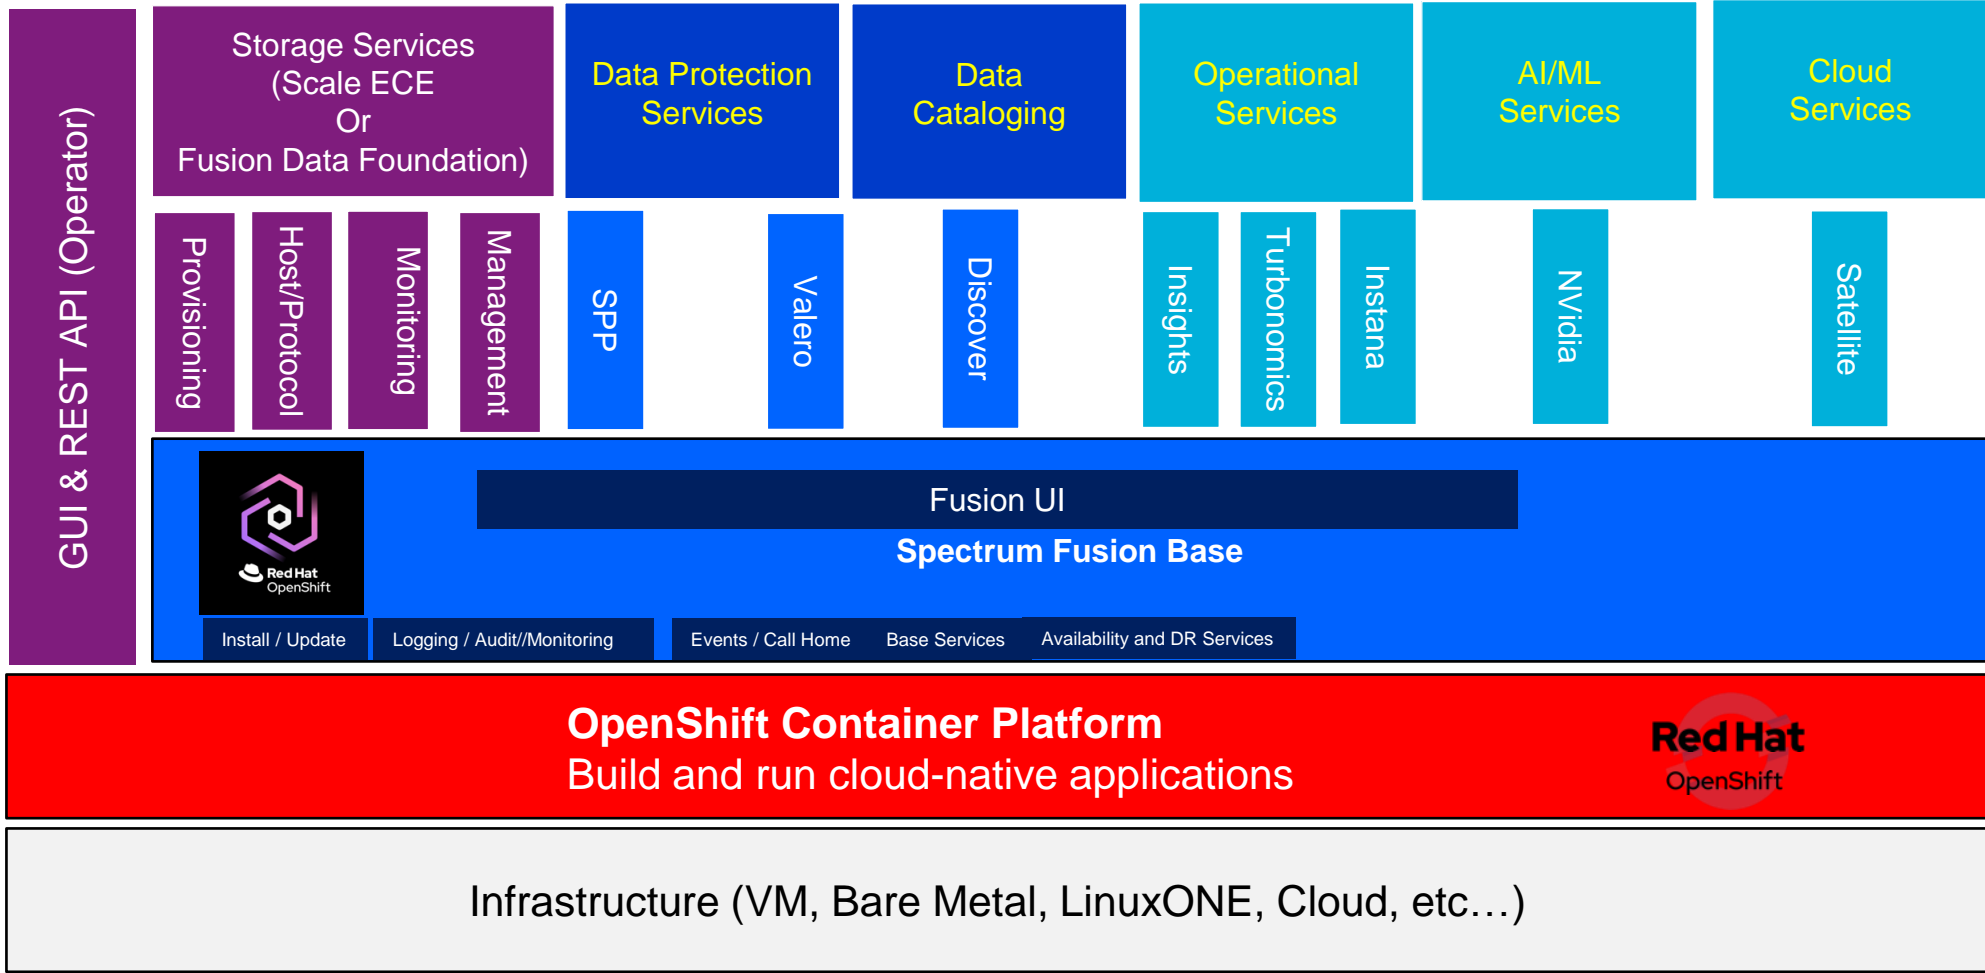 GUI & REST API (Operator)
Storage Services
(Scale ECE
Or
Fusion Data Foundation)
Data Protection
Services
Data
Cataloging
Operational
Services
AI/ML
Services
Cloud
Services
Provisioning
Host/Protocol
Monitoring
Management
SPP
Valero
Discover
Insights
Turbonomics
Instana
NVidia
Satellite
Red Hat
OpenShift
Fusion UI
Spectrum Fusion Base
Install / Update
Logging / Audit//Monitoring
Events / Call Home
Base Services
Availability and DR Services
OpenShift Container Platform
Build and run cloud-native applications
Red Hat
OpenShift
Infrastructure (VM, Bare Metal, LinuxONE, Cloud, etc…)